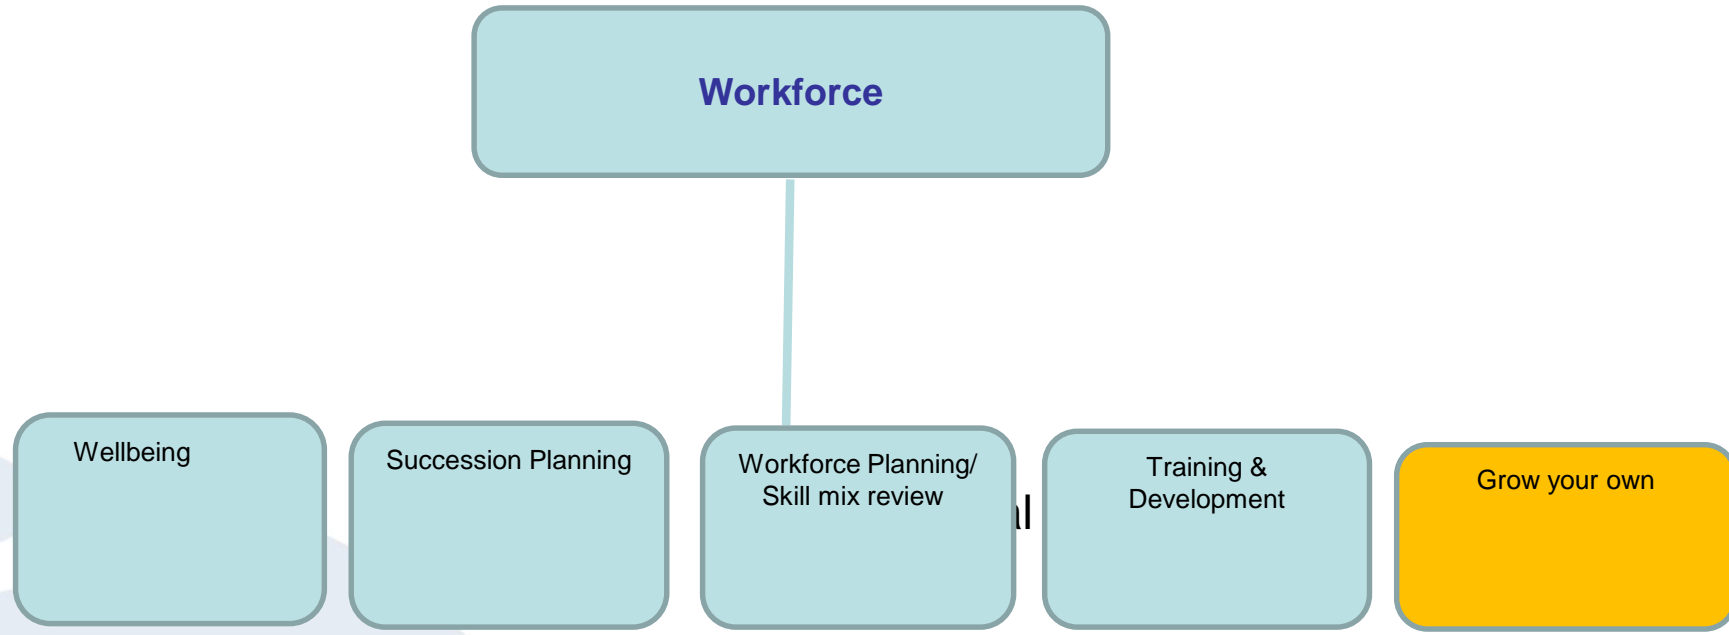 Workforce
Wellbeing
Succession Planning
Workforce Planning/
Skill mix review
Training &
Development
Grow your own